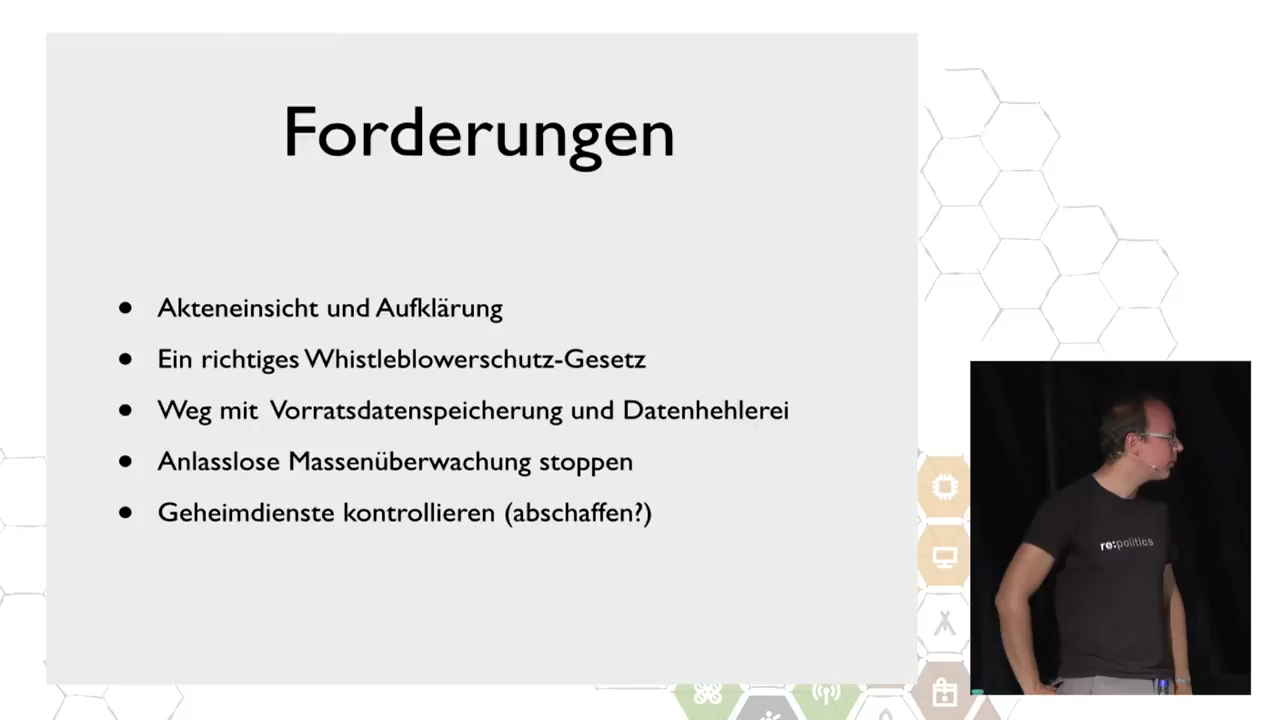 Forderungen
Akteneinsicht und Aufklärung
Ein richtiges Whistleblowerschutz-Gesetz
Weg mit Vorratsdatenspeicherung und Datenhehlerei
Anlasslose Massenüberwachung stoppen
Geheimdienste kontrollieren (abschaffen?)
re:politics